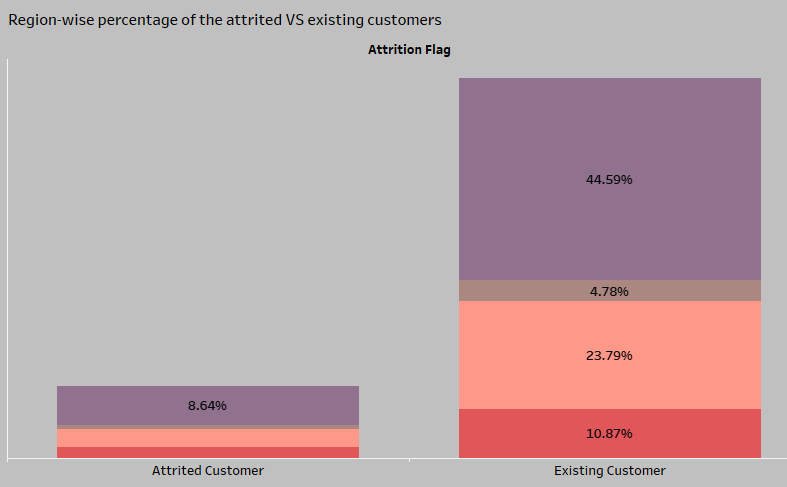 Region-wise percentage of the attrited VS existing customers
Attrition Flag
44.59%
4.78%
23.79%
8.64%
10.87%
Attrited Customer
Existing Customer